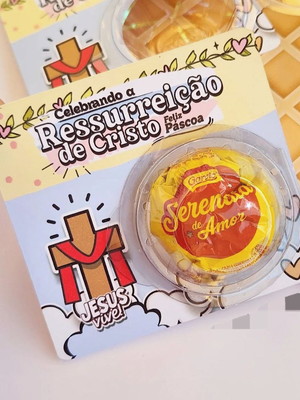 Celebrando a
Ressurreição
de Cristo
Feliz
Páscoa
Garoto
Serenata
de Amor
JESUS
vive!